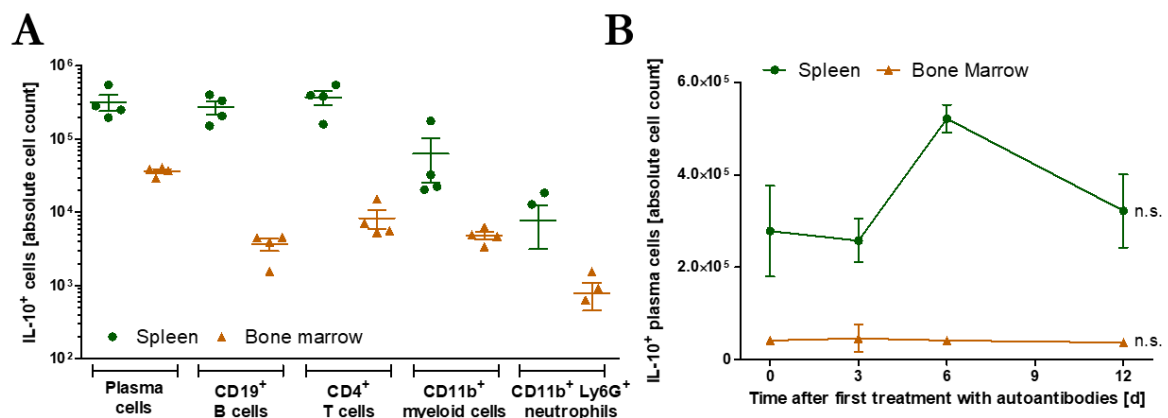 A
IL-10⁺ cells [absolute cell count]
10⁶
10⁵
10⁴
10³
10²
Spleen
Bone marrow
Plasma
cells
CD19⁺
B cells
CD4⁺
T cells
CD11b⁺
myeloid cells
CD11b⁺ Ly6G⁺
neutrophils
B
Spleen
Bone Marrow
IL-10⁺ plasma cells [absolute cell count]
6.0×10⁵
4.0×10⁵
2.0×10⁵
0
n.s.
n.s.
0 3 6 9 12
Time after first treatment with autoantibodies [d]